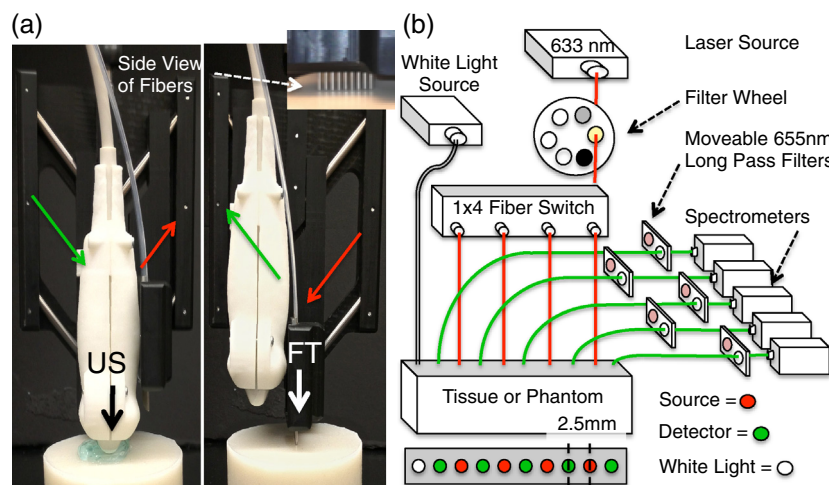 (a)
Side View
of Fibers
US
FT
(b)
633 nm
Laser Source
White Light
Source
Filter Wheel
Moveable 655nm
Long Pass Filters
1x4 Fiber Switch
Spectrometers
Tissue or Phantom
2.5mm
Source =
Detector =
White Light =